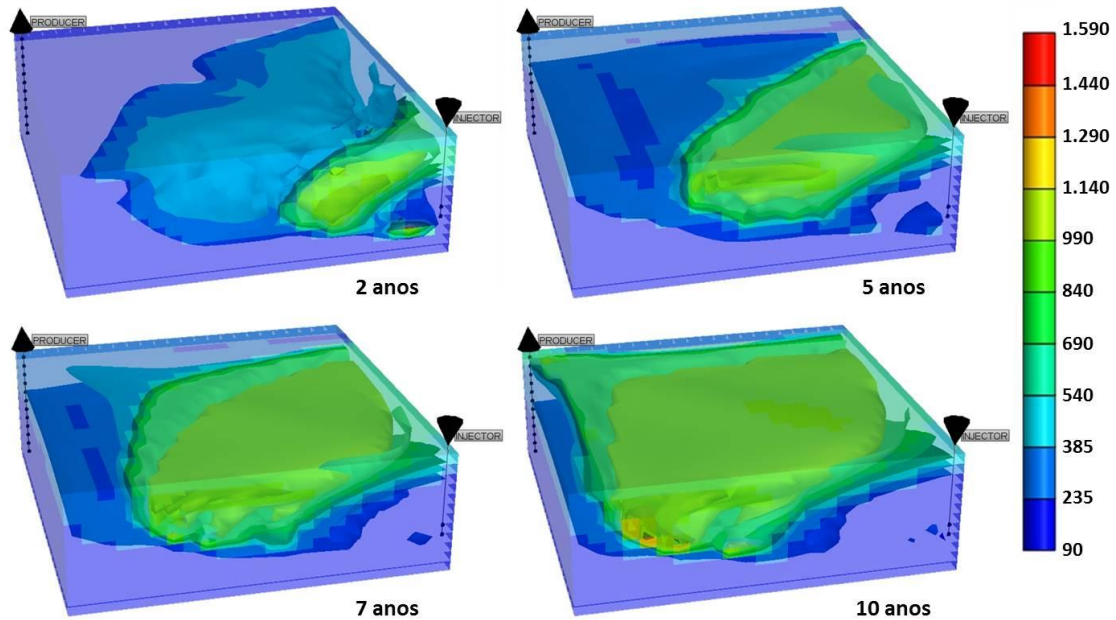 PRODUCER
INJECTOR
2 anos
PRODUCER
INJECTOR
5 anos
PRODUCER
INJECTOR
7 anos
PRODUCER
INJECTOR
10 anos
1.590
1.440
1.290
1.140
990
840
690
540
385
235
90